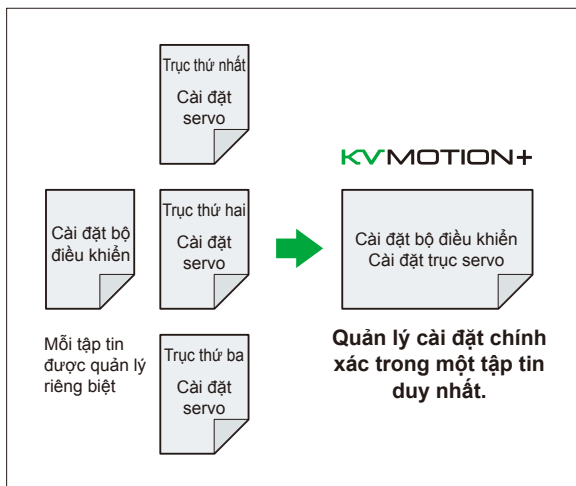 Trục thứ nhất
Cài đặt
servo
Cài đặt bộ
điều khiển
Trục thứ hai
Cài đặt
servo
Mỗi tập tin
được quản lý
riêng biệt
Trục thứ ba
Cài đặt
servo
KVMOTION+
Cài đặt bộ điều khiển
Cài đặt trục servo
Quản lý cài đặt chính
xác trong một tập tin
duy nhất.